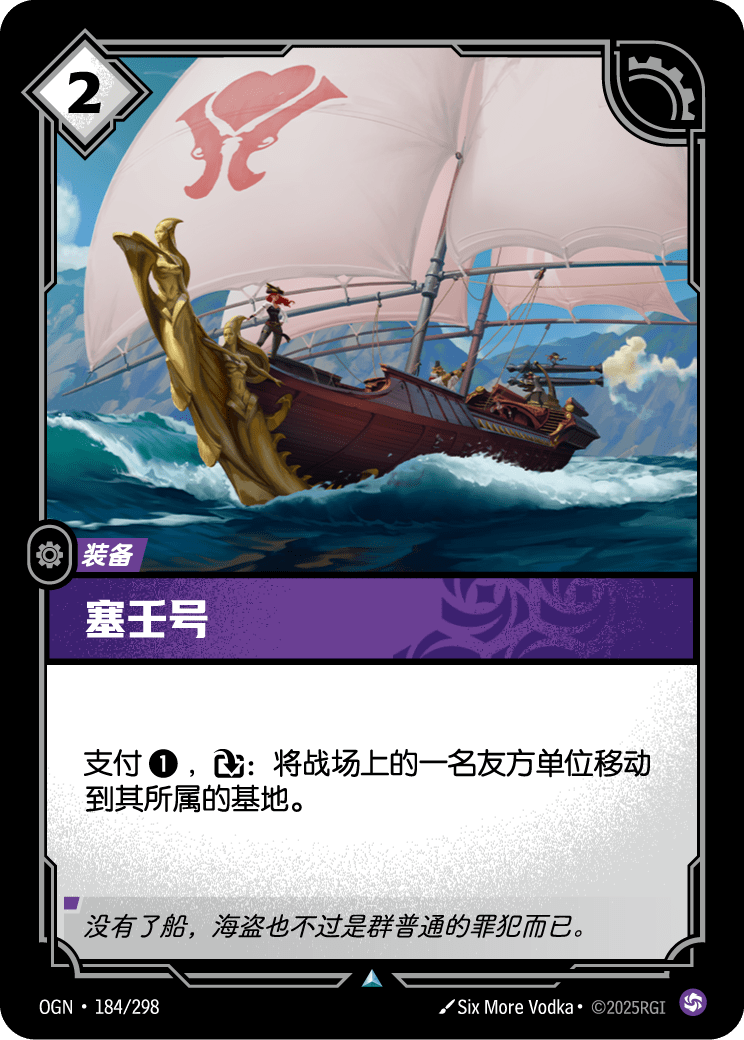 2
装备
塞壬号
支付❶，：将战场上的一名友方单位移动
到其所属的基地。
没有了船，海盗也不过是群普通的罪犯而已。
OGN • 184/298 Six More Vodka • ©2025RGI